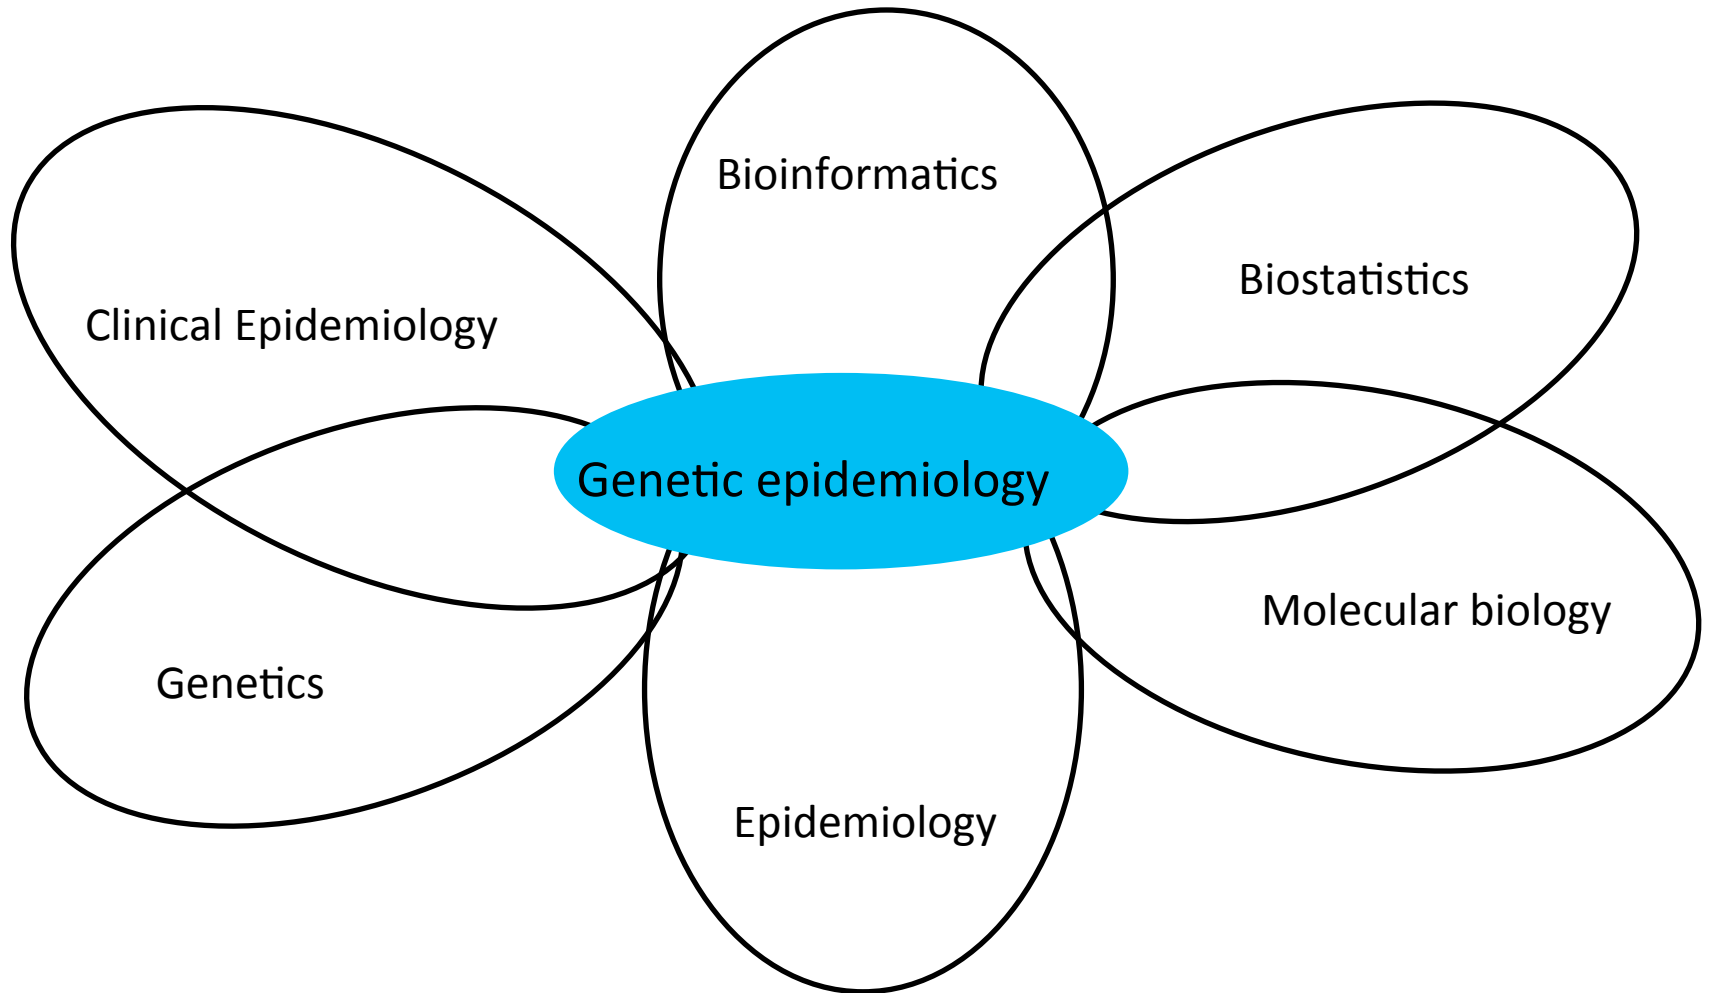 Bioinformatics
Biostatistics
Clinical Epidemiology
Genetic epidemiology
Molecular biology
Genetics
Epidemiology